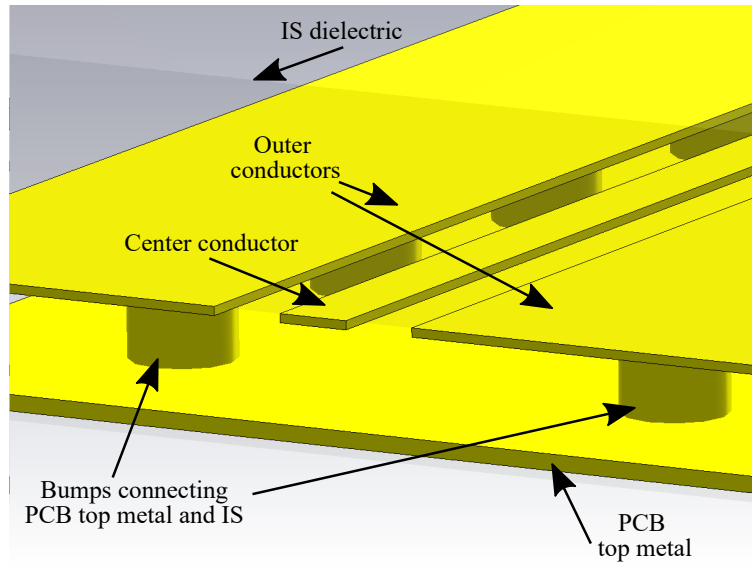 IS dielectric
Outer
conductors
Center conductor
Bumps connecting
PCB top metal and IS
PCB
top metal